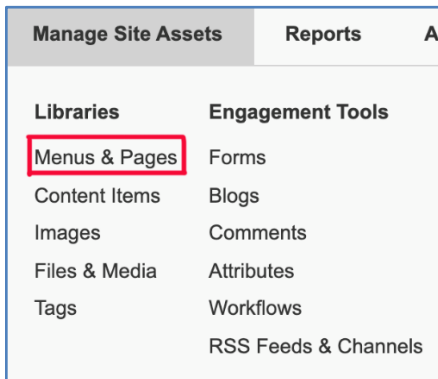 Manage Site Assets Reports A
Libraries
Menus & Pages
Content Items
Images
Files & Media
Tags
Engagement Tools
Forms
Blogs
Comments
Attributes
Workflows
RSS Feeds & Channels